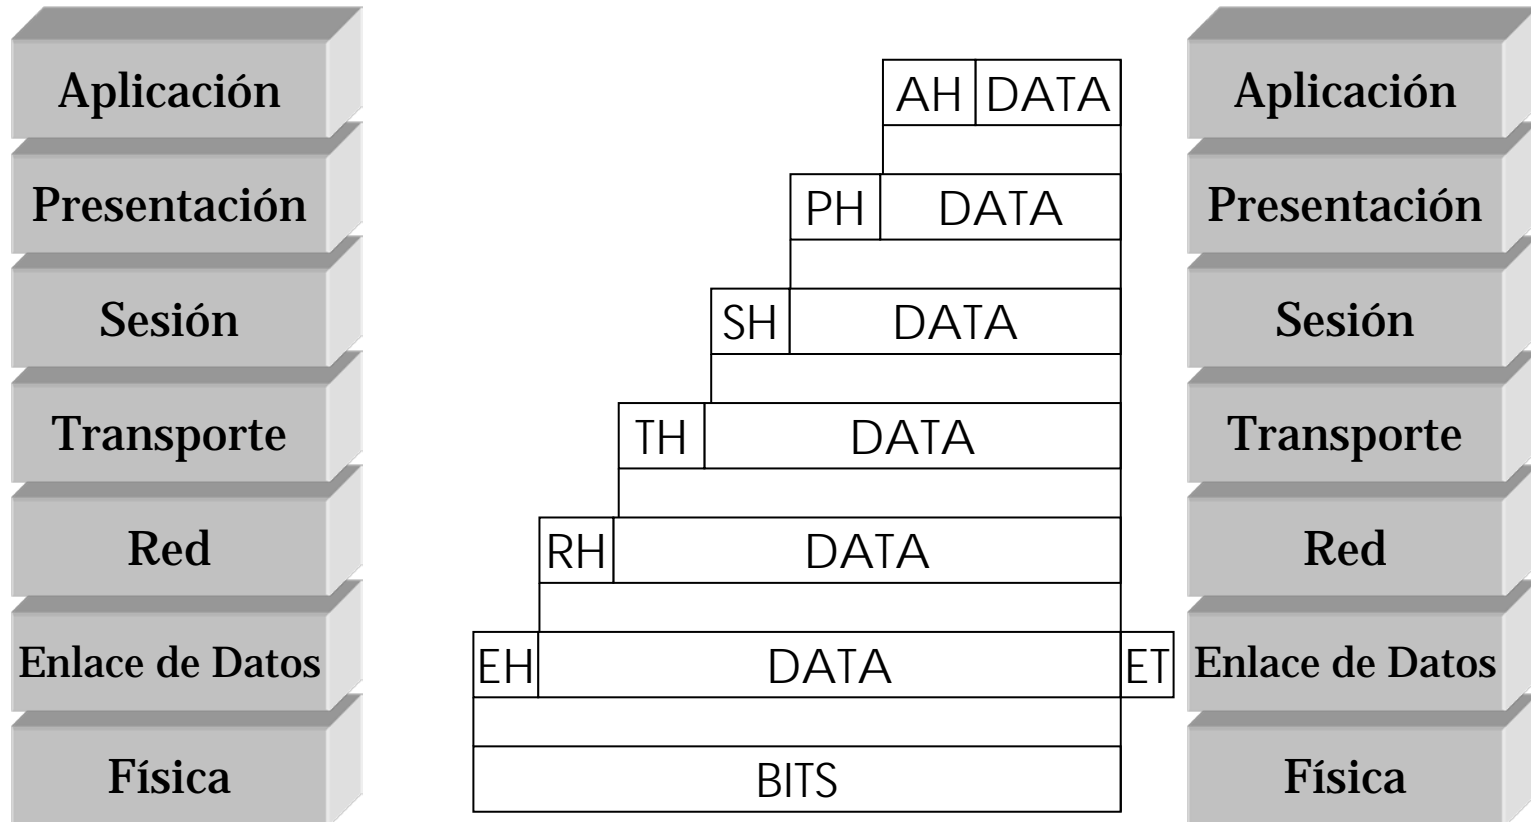 Aplicación
AH DATA
Aplicación
Presentación
PH DATA
Presentación
Sesión
SH DATA
Sesión
Transporte
TH DATA
Transporte
Red
RH DATA
Red
Enlace de Datos
EH DATA ET
Enlace de Datos
Física
BITS
Física